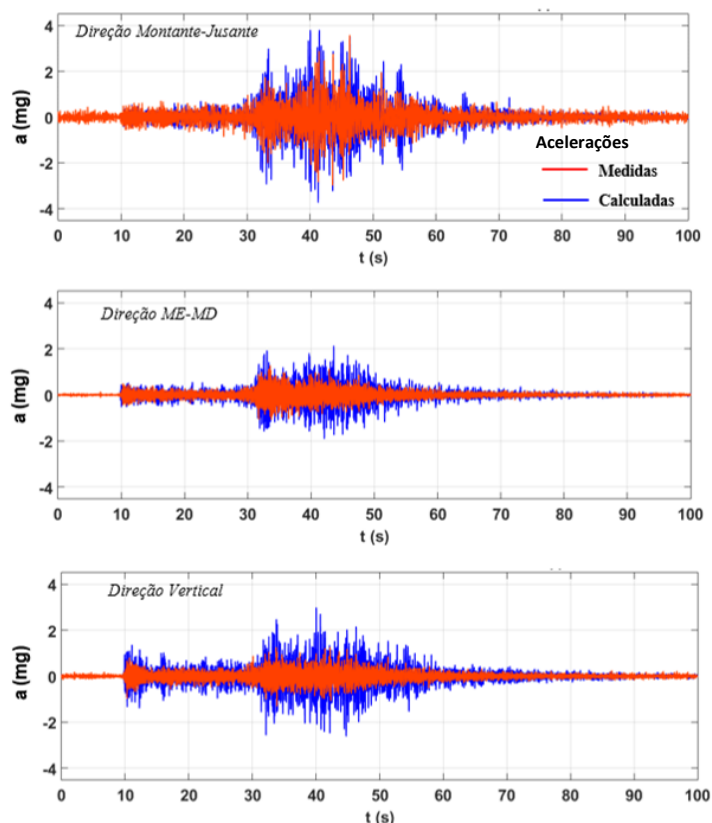 Direção Montante-Jusante
4
2
0
-2
-4
a (mg)
Acelerações
Medidas
Calculadas
0 10 20 30 40 50 60 70 80 90 100
t (s)
Direção ME-MD
4
2
0
-2
-4
a (mg)
0 10 20 30 40 50 60 70 80 90 100
t (s)
Direção Vertical
4
2
0
-2
-4
a (mg)
0 10 20 30 40 50 60 70 80 90 100
t (s)